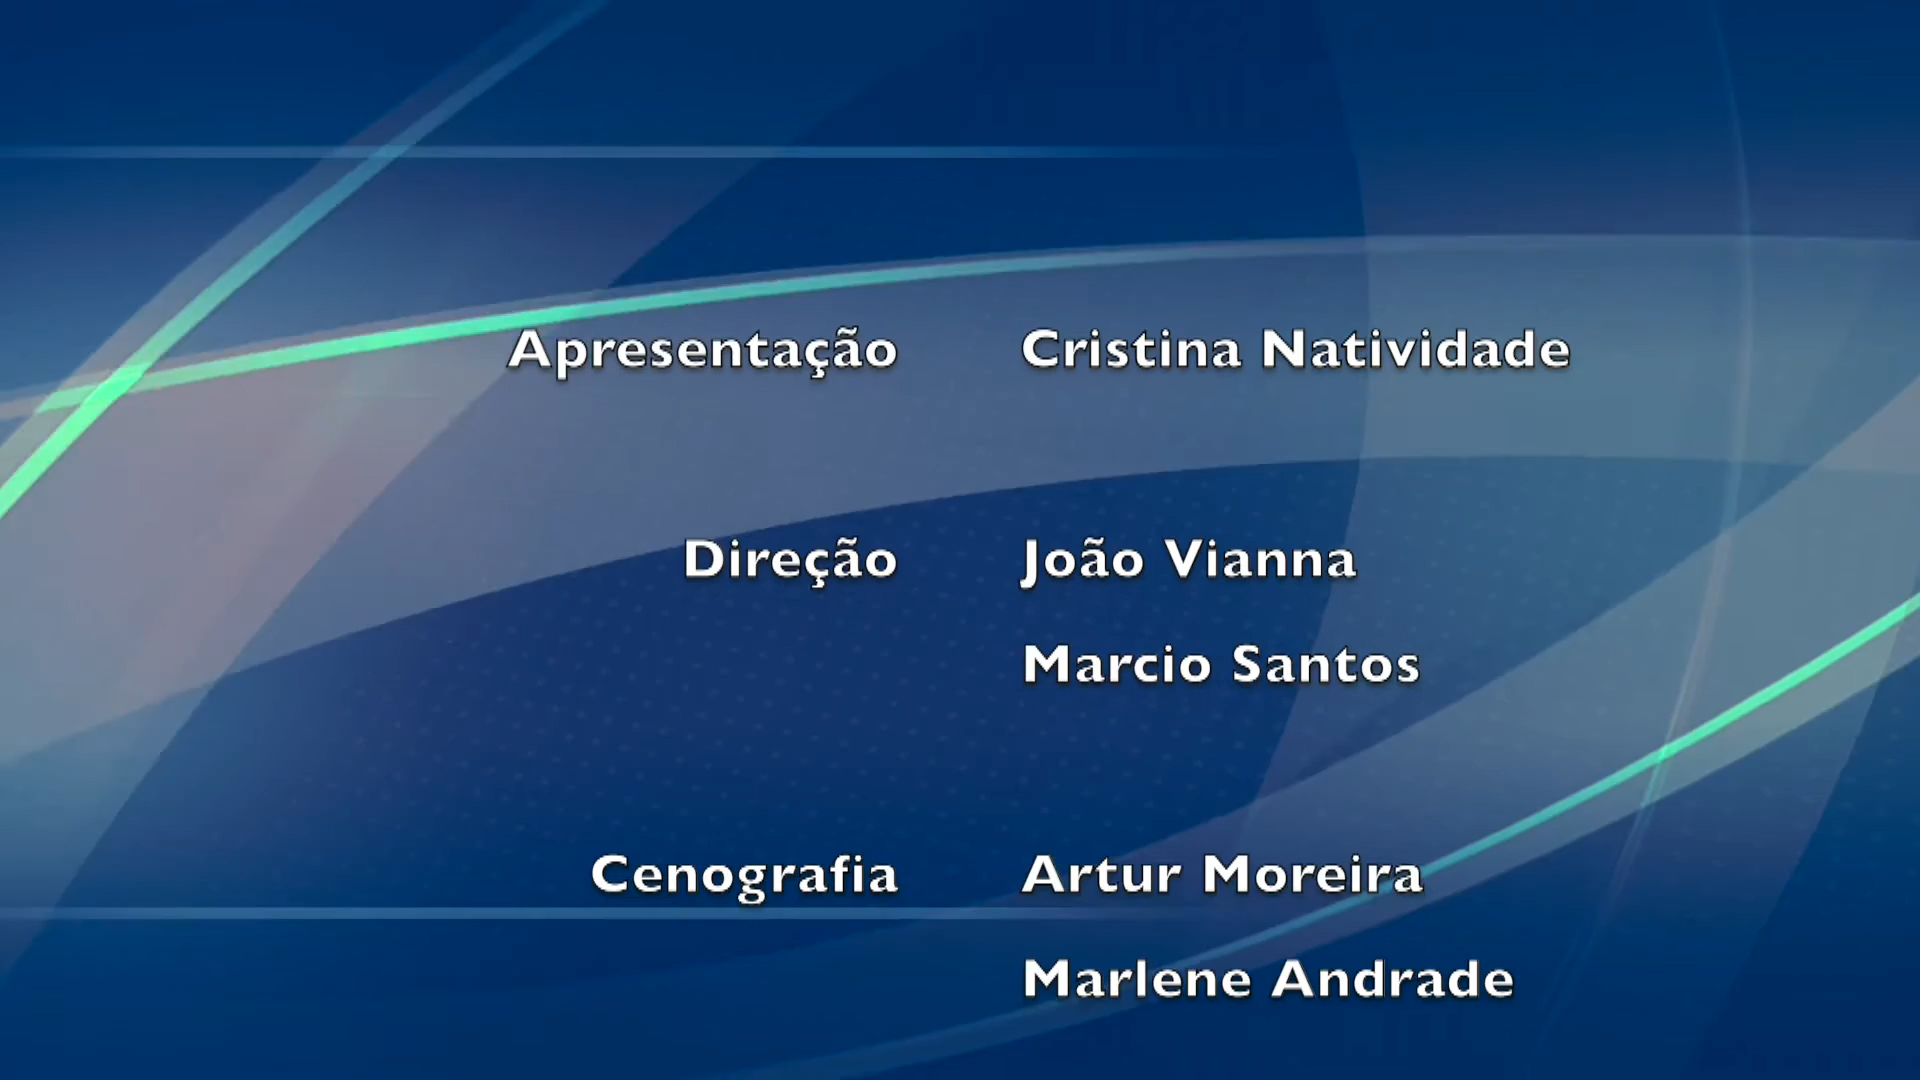 Apresentação Cristina Natividade
Direção João Vianna
Marcio Santos
Cenografia Artur Moreira
Marlene Andrade